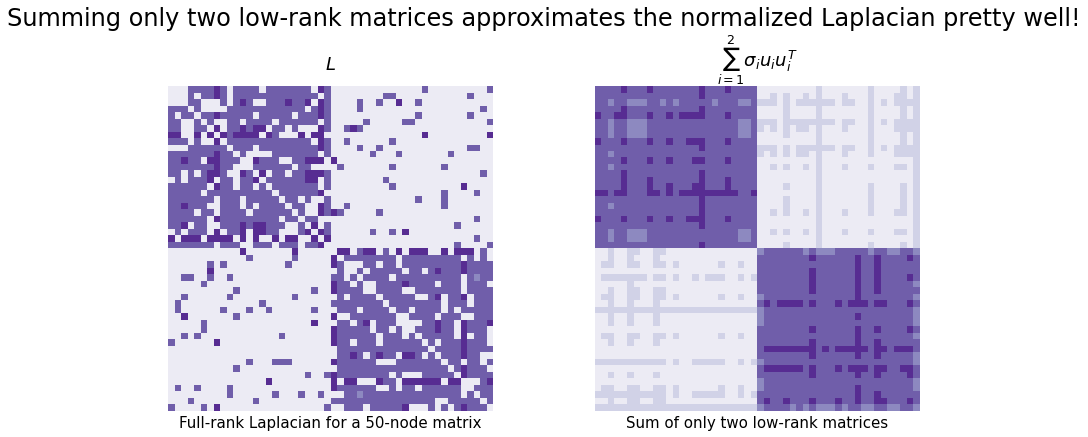 Summing only two low-rank matrices approximates the normalized Laplacian pretty well!
L
$\sum_{i=1}^{2} \sigma_i u_i u_i^T$
Full-rank Laplacian for a 50-node matrix
Sum of only two low-rank matrices